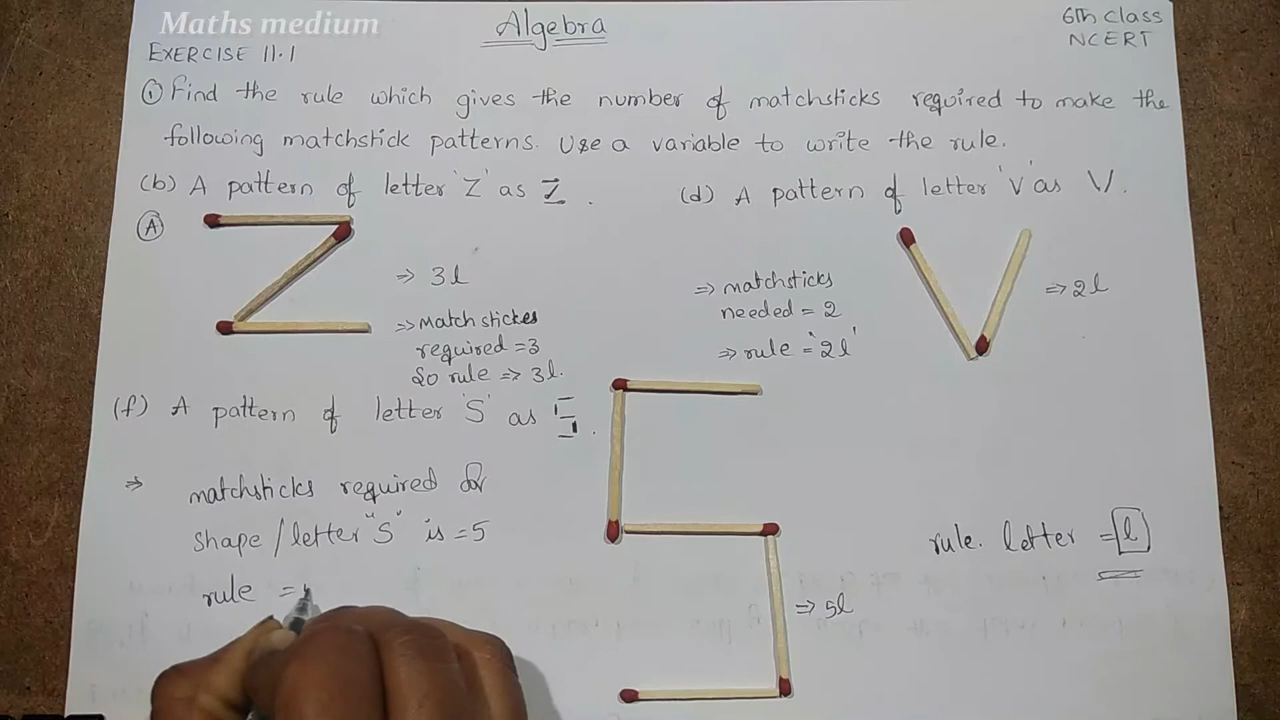 Maths medium
Algebra
6th Class
NCERT
EXERCISE 11.1
① Find the rule which gives the number of matchsticks required to make the
following matchstick patterns. Use a variable to write the rule.
(b) A pattern of letter 'Z' as Z.
(d) A pattern of letter 'V' as V.
A
⇒ 3l
⇒ Match stickes
required = 3
So rule ⇒ 3l.
⇒ matchsticks
needed = 2
⇒ rule = '2l'
⇒ 2l
(f) A pattern of letter 'S' as S.
⇒ matchsticks required for
shape / letter "S" is = 5
rule =
⇒ 5l
rule. letter = l